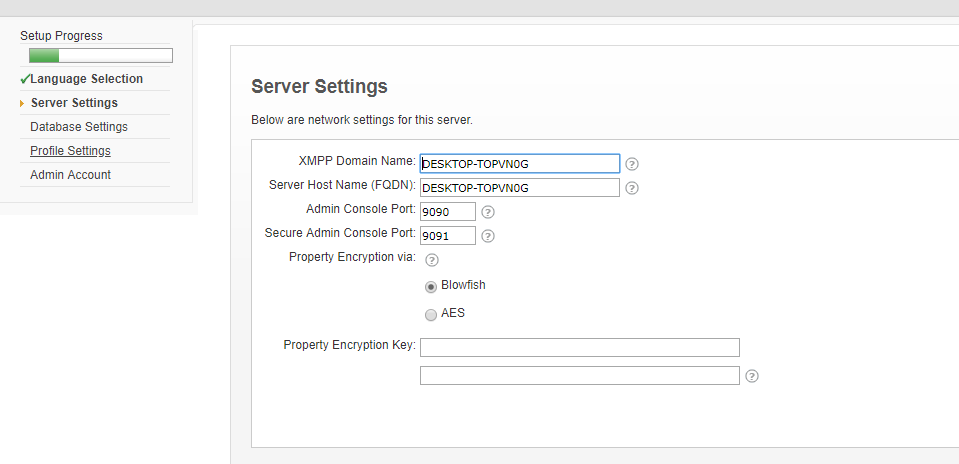 Setup Progress
Language Selection
Server Settings
Database Settings
Profile Settings
Admin Account
Server Settings
Below are network settings for this server.
XMPP Domain Name: DESKTOP-TOPVN0G ?
Server Host Name (FQDN): DESKTOP-TOPVN0G ?
Admin Console Port: 9090 ?
Secure Admin Console Port: 9091 ?
Property Encryption via: ?
Blowfish
AES
Property Encryption Key:
?